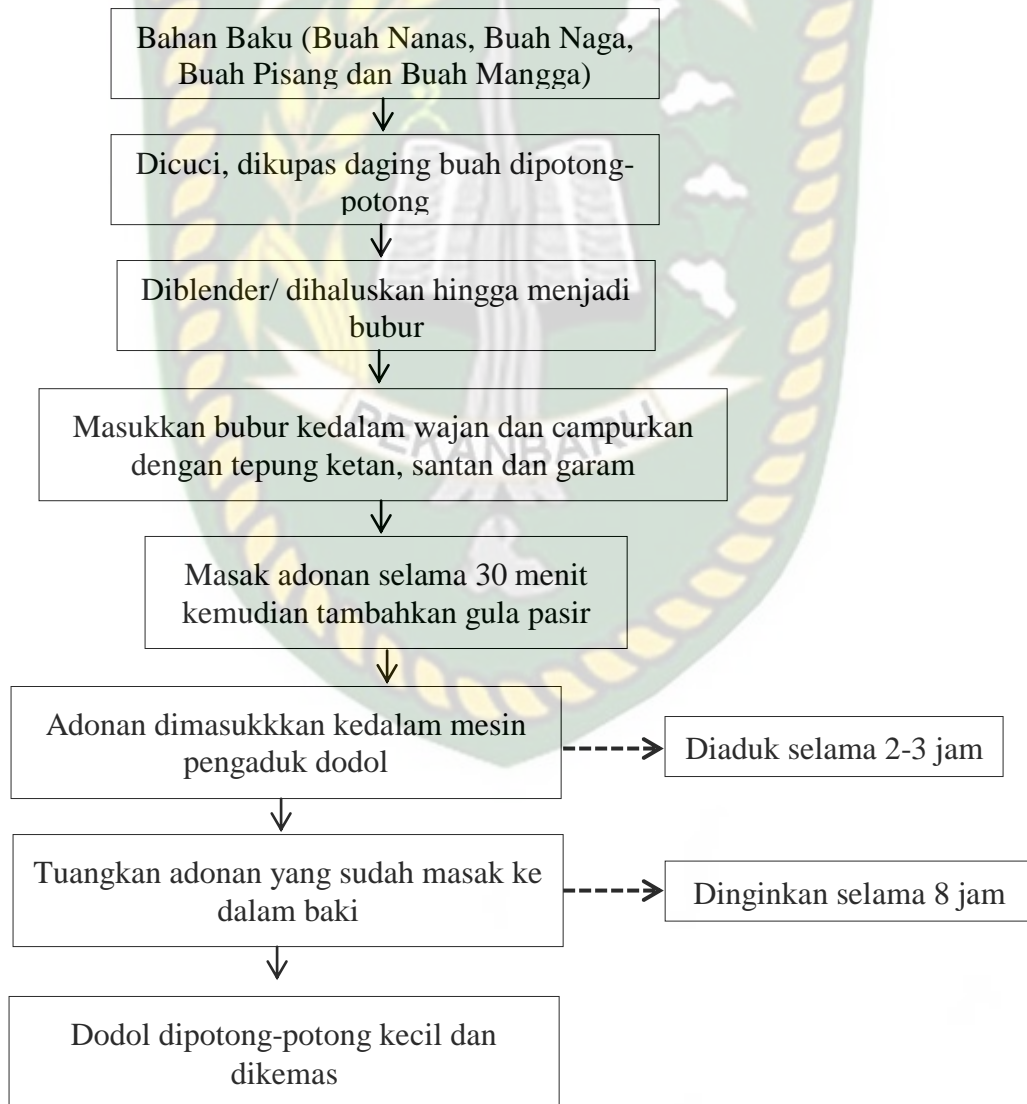 Bahan Baku (Buah Nanas, Buah Naga,
Buah Pisang dan Buah Mangga)
Dicuci, dikupas daging buah dipotong-
potong
Diblender/ dihaluskan hingga menjadi
bubur
Masukkan bubur kedalam wajan dan campurkan
dengan tepung ketan, santan dan garam
PEKANBARU
Masak adonan selama 30 menit
kemudian tambahkan gula pasir
Adonan dimasukkkan kedalam mesin
pengaduk dodol
Diaduk selama 2-3 jam
Tuangkan adonan yang sudah masak ke
dalam baki
Dinginkan selama 8 jam
Dodol dipotong-potong kecil dan
dikemas